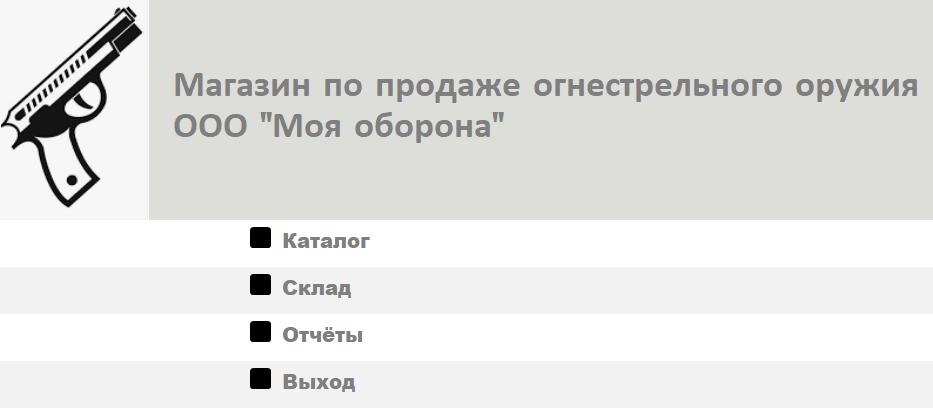 Магазин по продаже огнестрельного оружия
ООО "Моя оборона"
Каталог
Склад
Отчёты
Выход